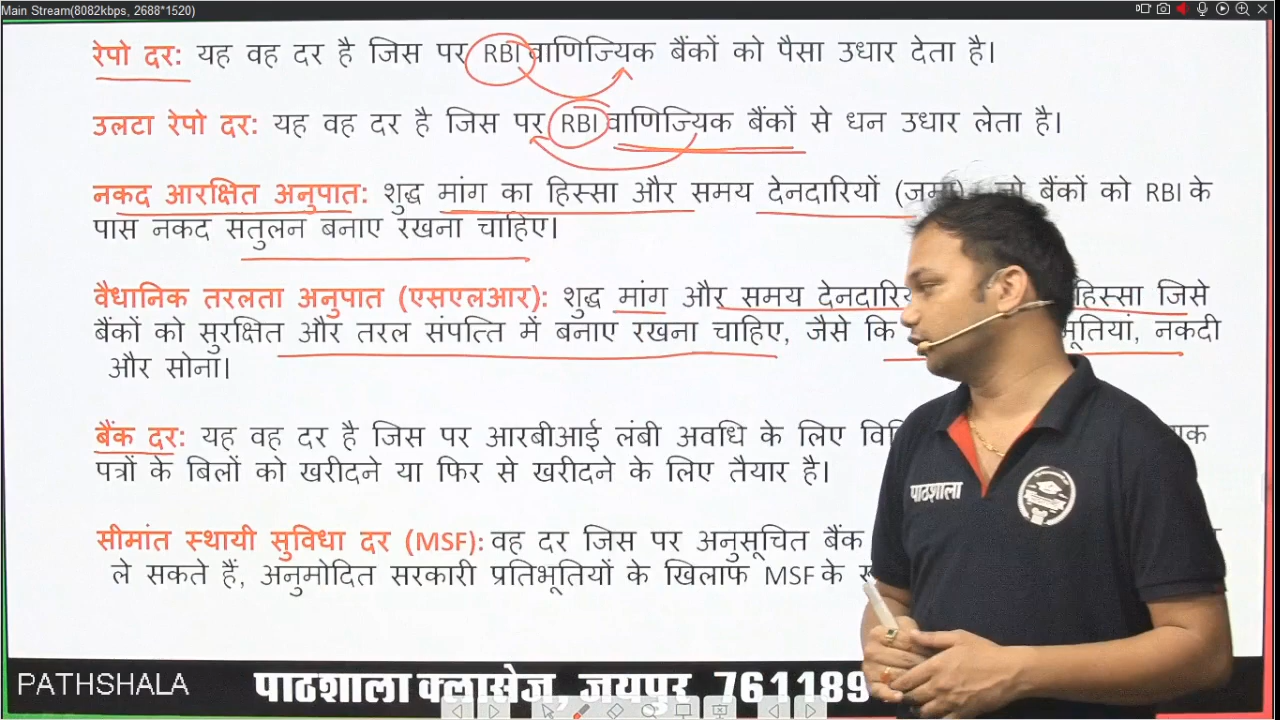 Main Stream(8082kbps, 2688*1520)
रेपो दर: यह वह दर है जिस पर RBI वाणिज्यिक बैंकों को पैसा उधार देता है।
उलटा रेपो दर: यह वह दर है जिस पर RBI वाणिज्यिक बैंकों से धन उधार लेता है।
नकद आरक्षित अनुपात: शुद्ध मांग का हिस्सा और समय देनदारियों (जमा) जो बैंकों को RBI के
पास नकद संतुलन बनाए रखना चाहिए।
वैधानिक तरलता अनुपात (एसएलआर): शुद्ध मांग और समय हिस्सा जिसे
बैंकों को सुरक्षित और तरल संपत्ति में बनाए रखना चाहिए, जैसे कि नकदी
और सोना।
बैंक दर: यह वह दर है जिस पर आरबीआई लंबी अवधि के लिए
पत्रों के बिलों को खरीदने या फिर से खरीदने के लिए तैयार है।
सीमांत स्थायी सुविधा दर (MSF): वह दर जिस पर अनुसूचित बैंक
ले सकते हैं, अनुमोदित सरकारी प्रतिभूतियों के खिलाफ MSF के
पाठशाला
PATHSHALA पाठशाला क्लासेज, जयपुर 761189